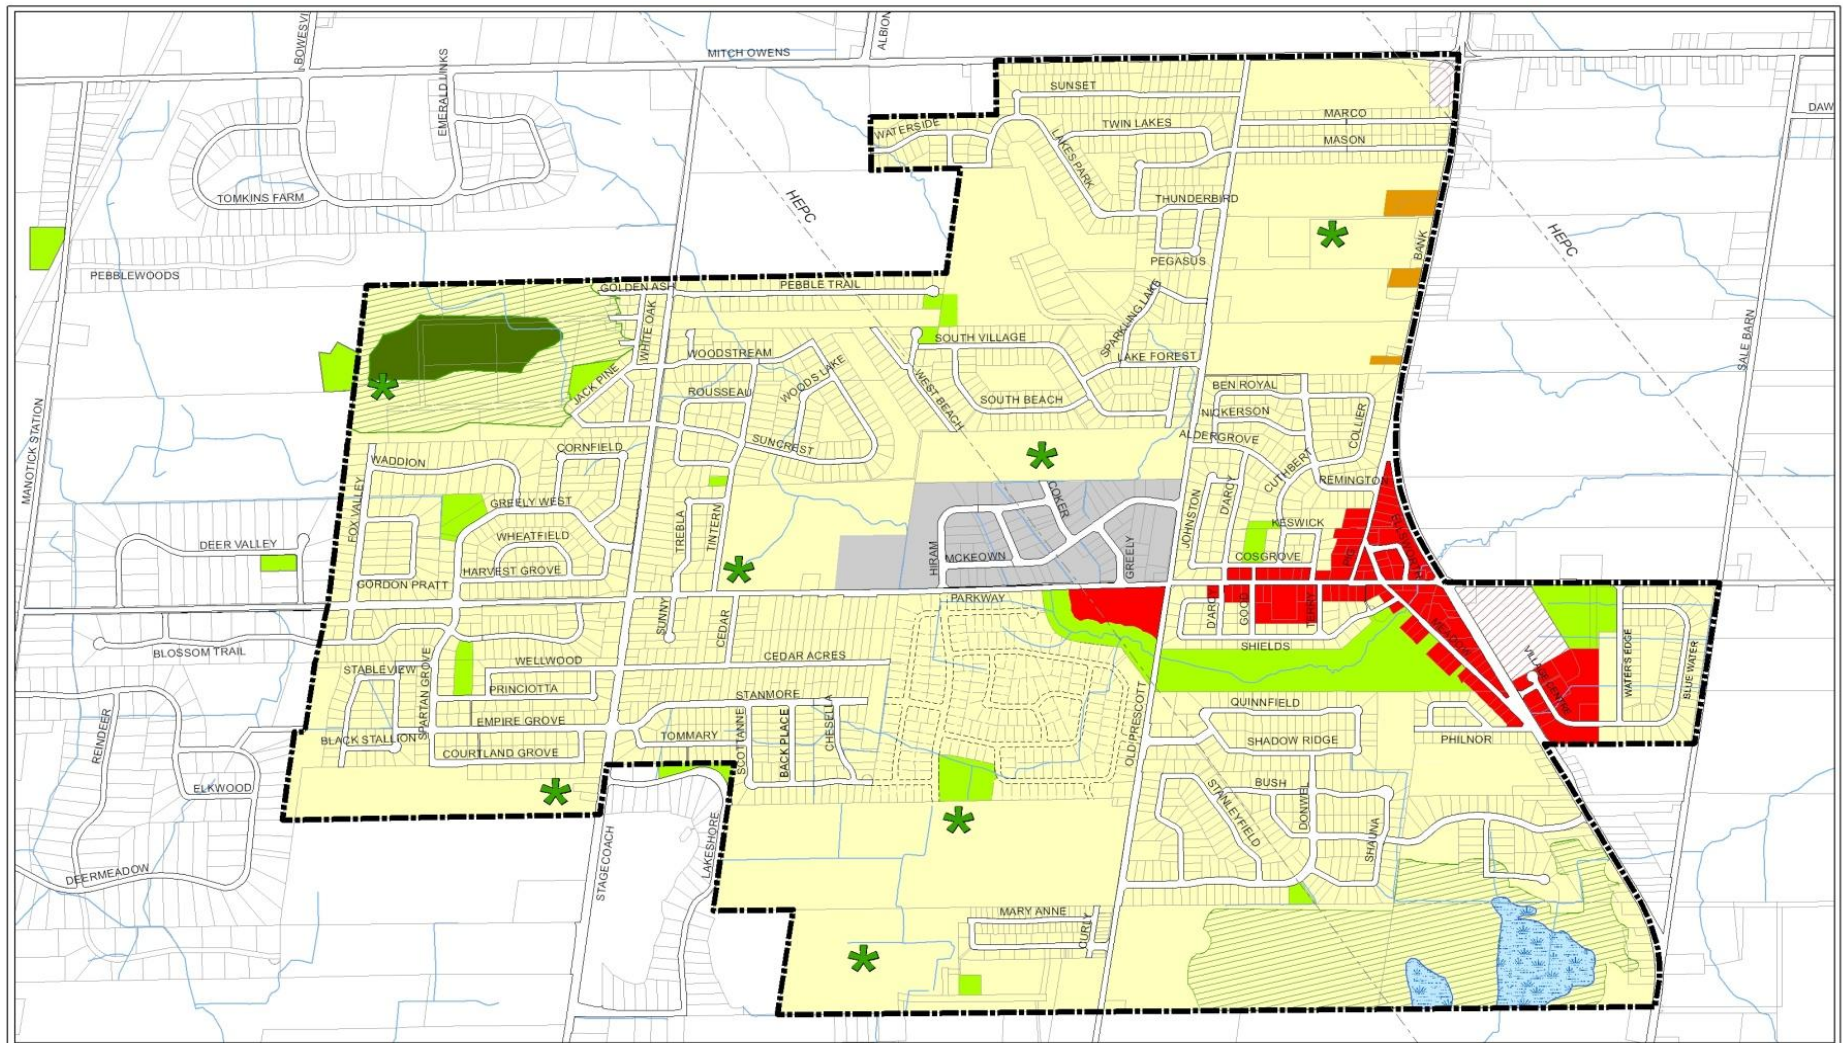 BOWESVI
ALBION
MITCH OWENS
EMERALD LINKS
SUNSET
DAW
MARCO
WATERSIDE
TWIN LAKES
MASON
LAKES PARK
TOMKINS FARM
HEPC
THUNDERBIRD
HEPC
BANK
PEGASUS
PEBBLEWOODS
GOLDEN ASH
PEBBLE TRAIL
SPARKLING LAKE
WHITE OAK
SOUTH VILLAGE
SALE BARN
WOODSTREAM
LAKE FOREST
WOODS LAKE
JACK PINE
ROUSSEAU
WEST BEACH
SOUTH BEACH
BEN ROYAL
NICKERSON
COLLIER
MANOTICK STATION
CORNFIELD
SUNCREST
ALDERGROVE
WADDION
CUTHBERT
REMINGTON
FOX VALLEY
GREELY WEST
COKER
D'ARCY
TREBLA
TINTERN
JOHNSTON
KESWICK
WHEATFIELD
DEER VALLEY
HIRAM
MCKEOWN
GREELY
COSGROVE
HARVEST GROVE
GORDON PRATT
PARKWAY
SUNNY
CEDAR
D'ARCY
GOOD
TERRY
SHIELDS
MEADOW
BLOSSOM TRAIL
WELLWOOD
CEDAR ACRES
STABLEVIEW
SPARTAN GROVE
PRINCIOTTA
STANMORE
VILLAGE CENTRE
WATER'S EDGE
BLUE WATER
REINDEER
EMPIRE GROVE
SCOTTANNE
BACK PLACE
CHESELLA
OLD PRESCOTT
QUINNFIELD
BLACK STALLION
TOMMARY
SHADOW RIDGE
PHILNOR
COURTLAND GROVE
ELKWOOD
BUSH
STANLEYFIELD
DONWEL
SHAUNA
STAGECOACH
LAKESHORE
DEERMEADOW
MARY ANNE
CURLY